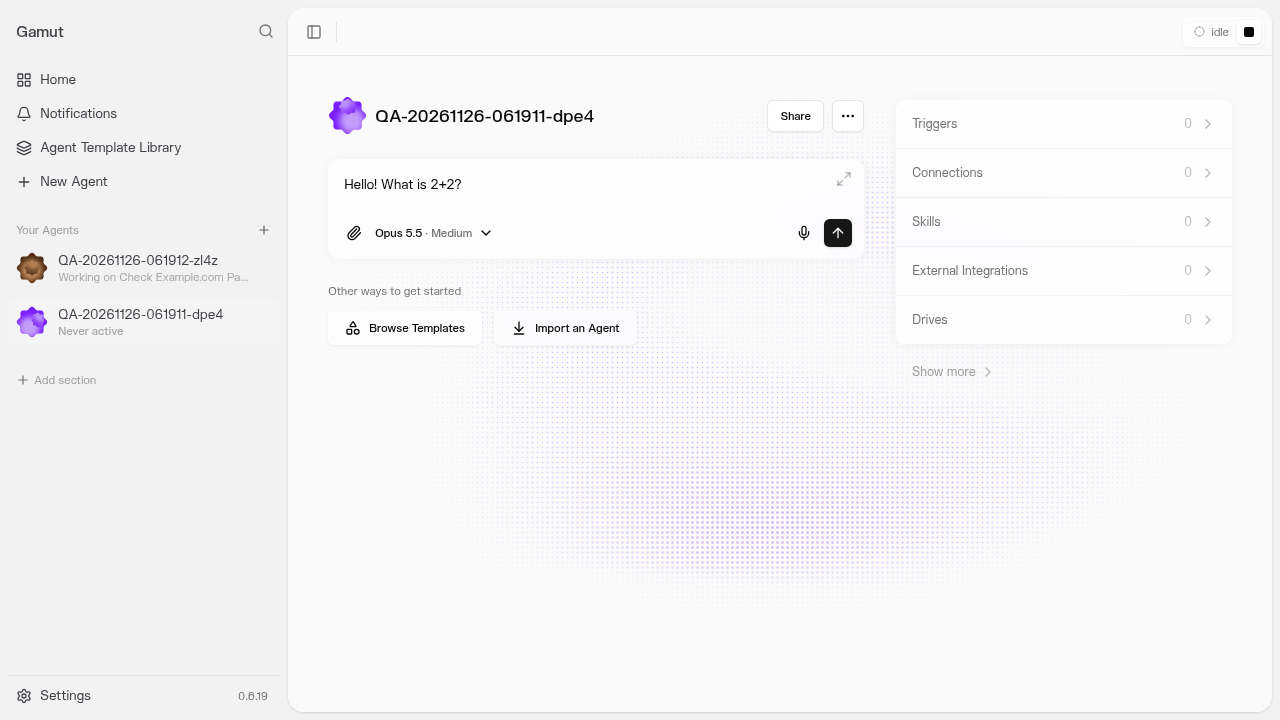 Gamut
Home
Notifications
Agent Template Library
New Agent
Your Agents
QA-20261126-061912-zl4z
Working on Check Example.com Pa...
QA-20261126-061911-dpe4
Never active
Add section
Settings
0.6.19
idle
QA-20261126-061911-dpe4
Share
Hello! What is 2+2?
Opus 5.5 · Medium
Other ways to get started
Browse Templates
Import an Agent
Triggers 0
Connections 0
Skills 0
External Integrations 0
Drives 0
Show more